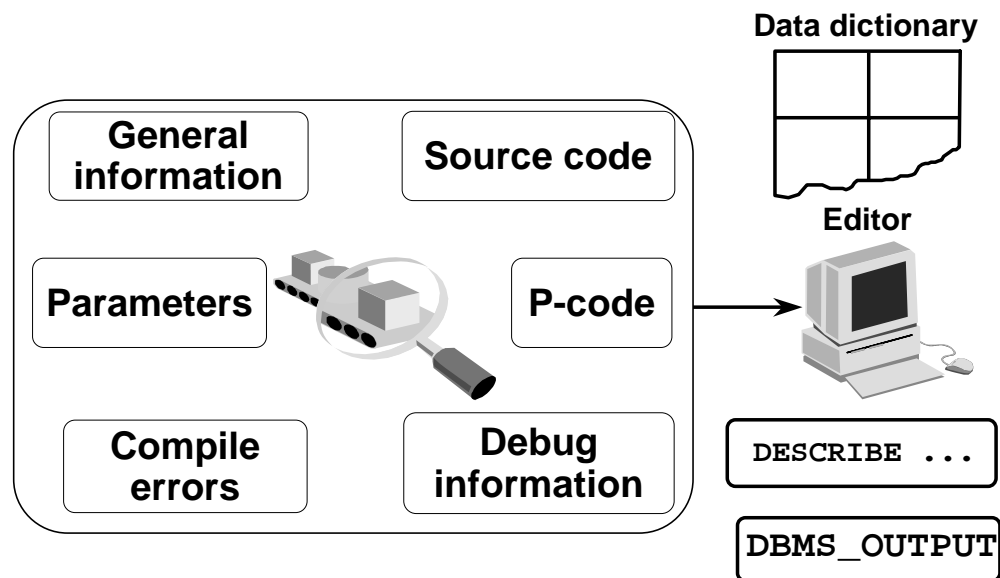 Data dictionary
General
information
Source code
Editor
Parameters
P-code
Compile
errors
Debug
information
DESCRIBE ...
DBMS_OUTPUT